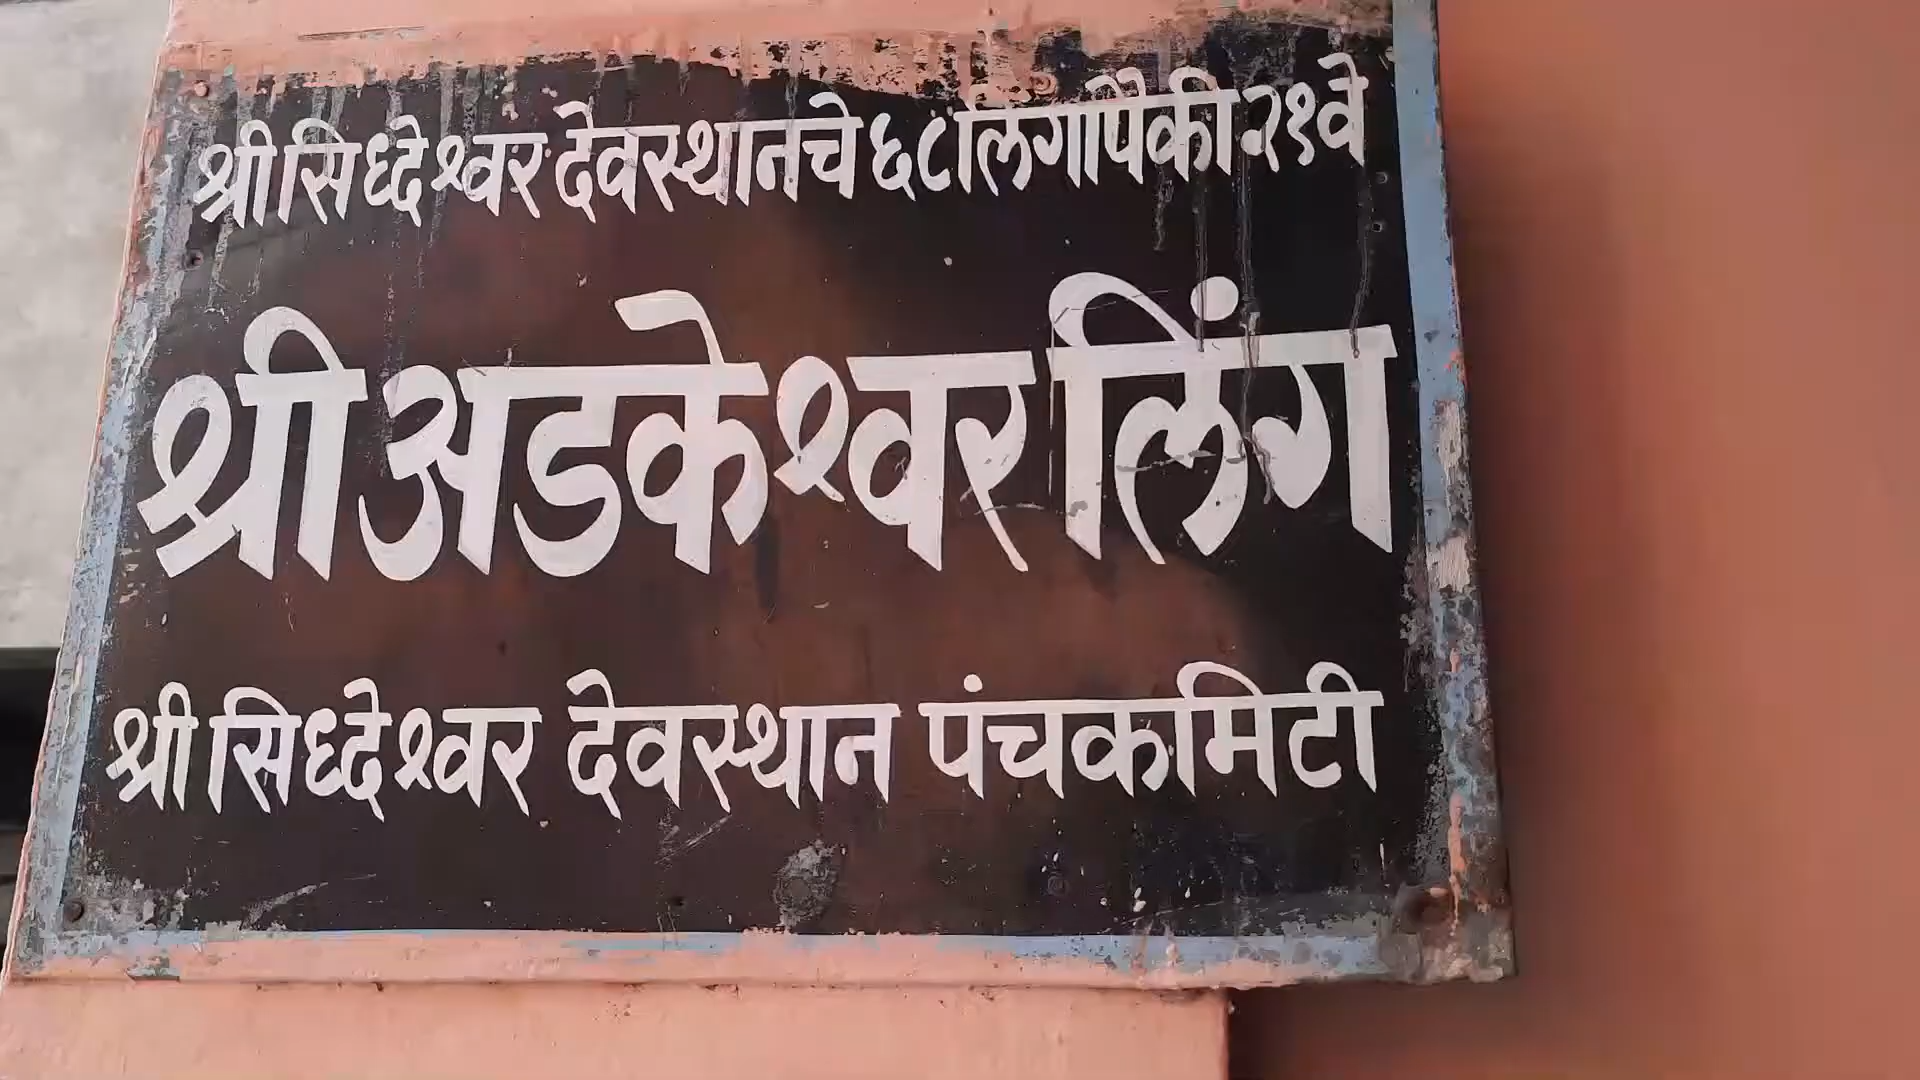 श्री सिध्देश्वर देवस्थानचे ६८ लिंगापैकी २१वे
श्री अडकेश्वर लिंग
श्री सिध्देश्वर देवस्थान पंचकमिटी